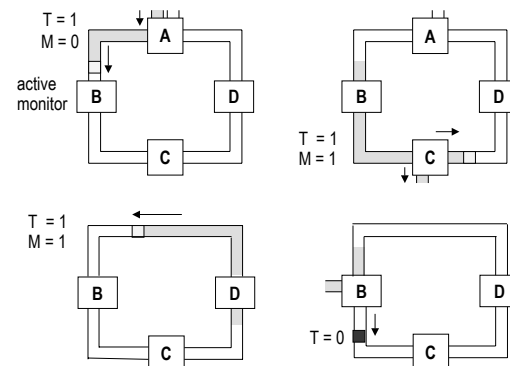 T = 1
M = 0
A
active
monitor
B
D
C
A
B
D
T = 1
M = 1
C
T = 1
M = 1
B
D
C
B
D
T = 0
C